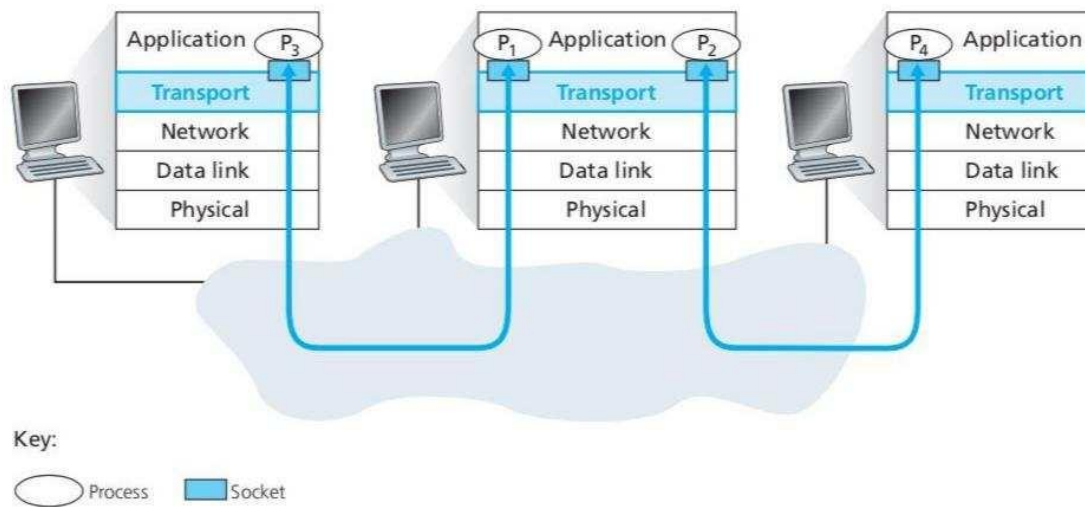 Application P3
Transport
Network
Data link
Physical
P1 Application P2
Transport
Network
Data link
Physical
P4 Application
Transport
Network
Data link
Physical
Key:
Process Socket